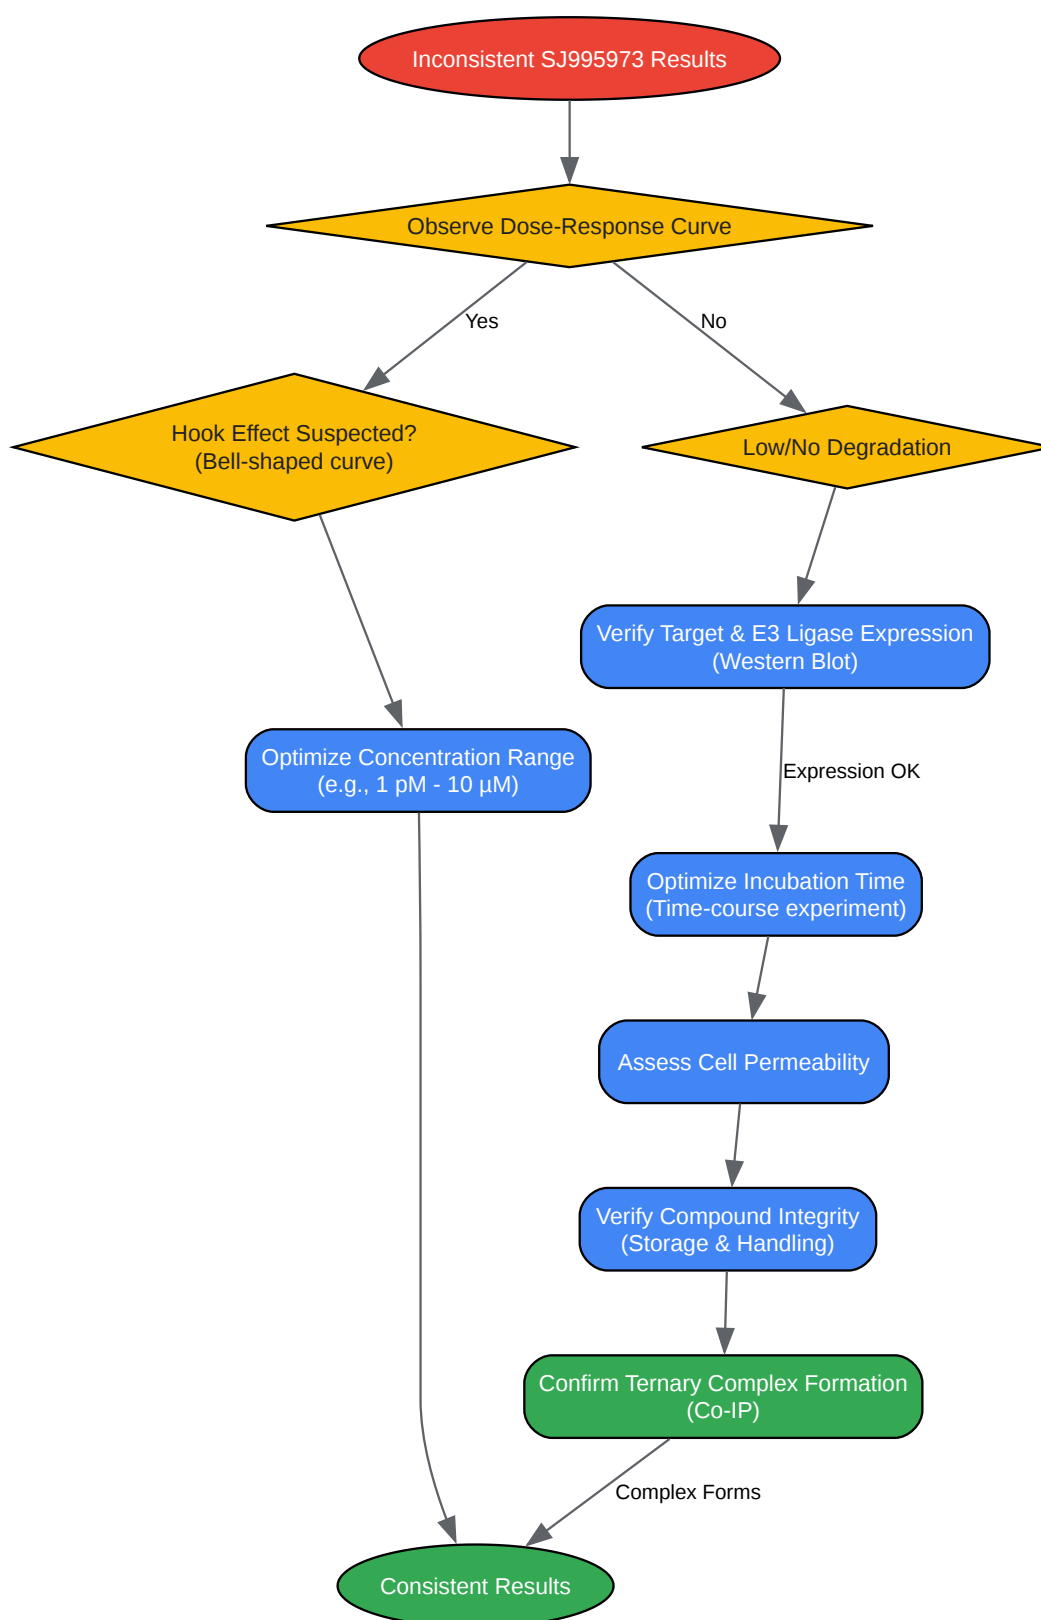 Inconsistent SJ995973 Results
Observe Dose-Response Curve
Yes
No
Hook Effect Suspected?
(Bell-shaped curve)
Low/No Degradation
Verify Target & E3 Ligase Expression
(Western Blot)
Optimize Concentration Range
(e.g., 1 pM - 10 µM)
Expression OK
Optimize Incubation Time
(Time-course experiment)
Assess Cell Permeability
Verify Compound Integrity
(Storage & Handling)
Confirm Ternary Complex Formation
(Co-IP)
Complex Forms
Consistent Results